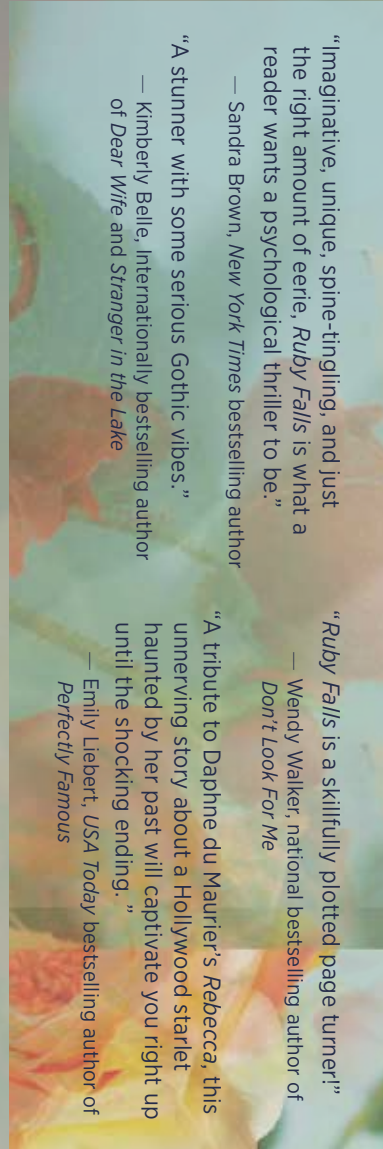 “Imaginative, unique, spine-tingling, and just
the right amount of eerie, Ruby Falls is what a
reader wants a psychological thriller to be.”
— Sandra Brown, New York Times bestselling author
“A stunner with some serious Gothic vibes.”
— Kimberly Belle, Internationally bestselling author
of Dear Wife and Stranger in the Lake
“Ruby Falls is a skillfully plotted page turner!”
— Wendy Walker, national bestselling author of
Don’t Look For Me
“A tribute to Daphne du Maurier’s Rebecca, this
unnerving story about a Hollywood starlet
haunted by her past will captivate you right up
until the shocking ending. ”
— Emily Liebert, USA Today bestselling author of
Perfectly Famous